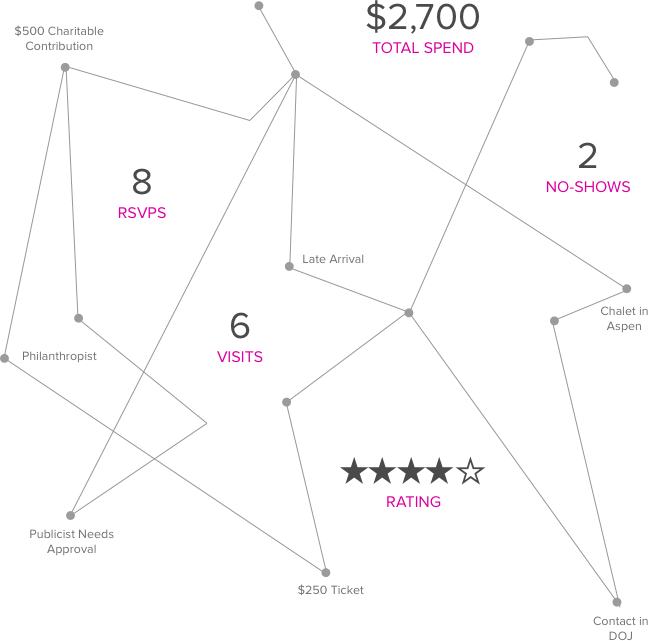 $2,700
TOTAL SPEND
$500 Charitable
Contribution
2
NO-SHOWS
8
RSVPS
Late Arrival
Chalet in
Aspen
6
VISITS
Philanthropist
★★★★☆
RATING
Publicist Needs
Approval
$250 Ticket
Contact in
DOJ